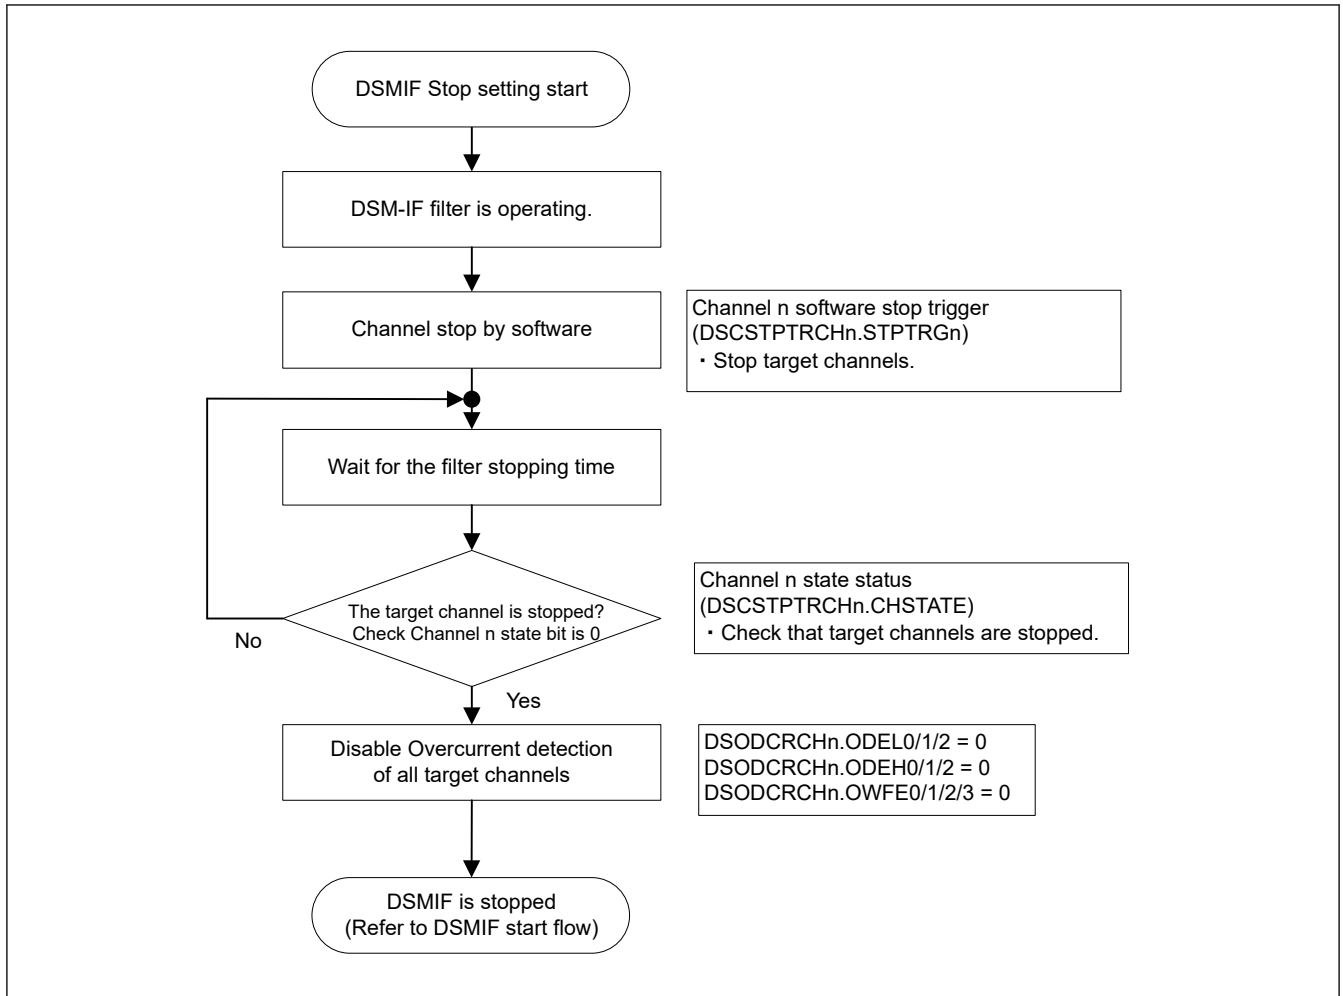 DSMIF Stop setting start
DSM-IF filter is operating.
Channel stop by software
Channel n software stop trigger
(DSCSTPTRCHn.STPTRGn)
・Stop target channels.
Wait for the filter stopping time
The target channel is stopped?
Check Channel n state bit is 0
Channel n state status
(DSCSTPTRCHn.CHSTATE)
・Check that target channels are stopped.
No
Yes
Disable Overcurrent detection
of all target channels
DSODCRCHn.ODEL0/1/2 = 0
DSODCRCHn.ODEH0/1/2 = 0
DSODCRCHn.OWFE0/1/2/3 = 0
DSMIF is stopped
(Refer to DSMIF start flow)